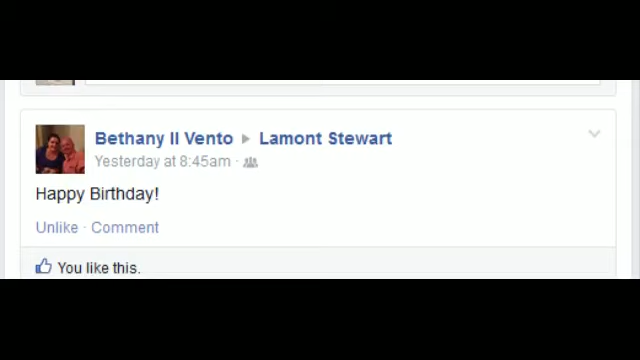 Bethany Il Vento ▶ Lamont Stewart
Yesterday at 8:45am ·
Happy Birthday!
Unlike · Comment
You like this.